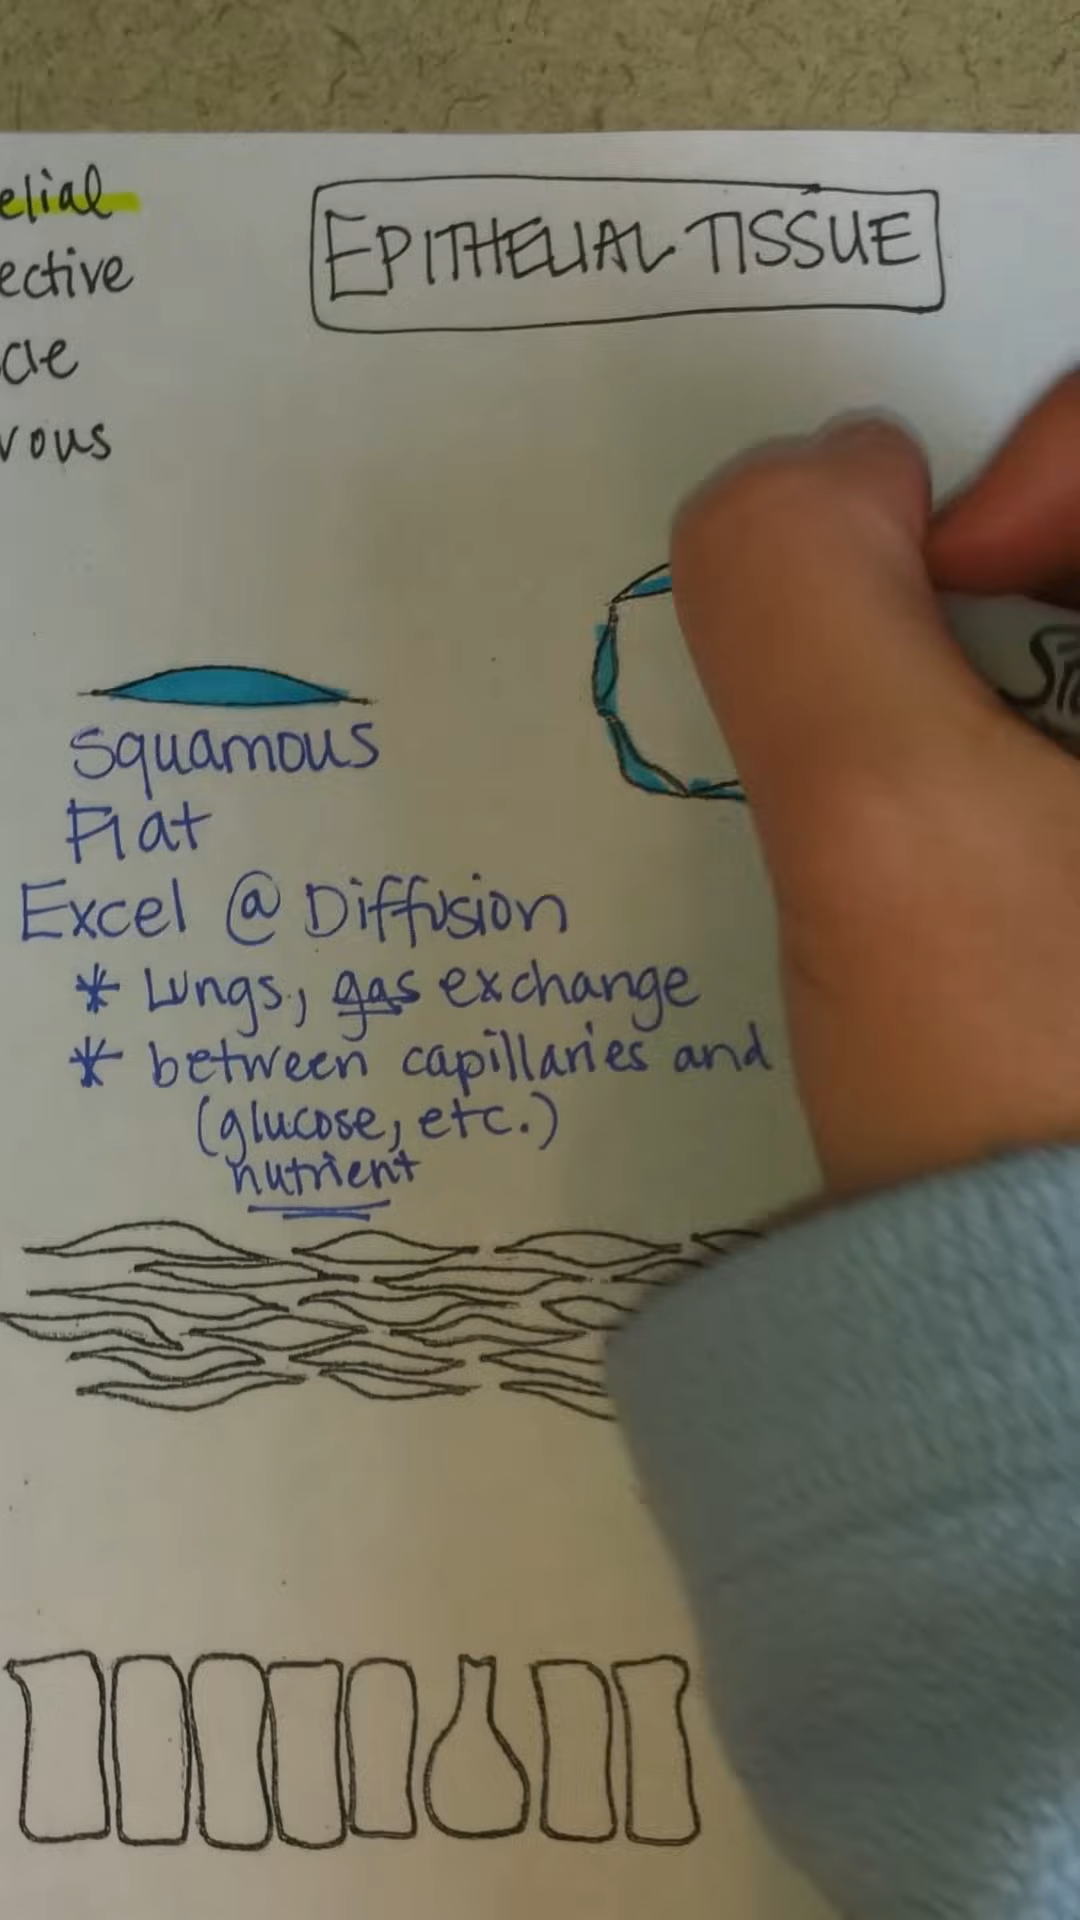 elial
EPITHELIAL TISSUE
ective
cle
vous
Squamous
Flat
Excel @ Diffusion
* Lungs, gas exchange
* between capillaries and
(glucose, etc.)
nutrient